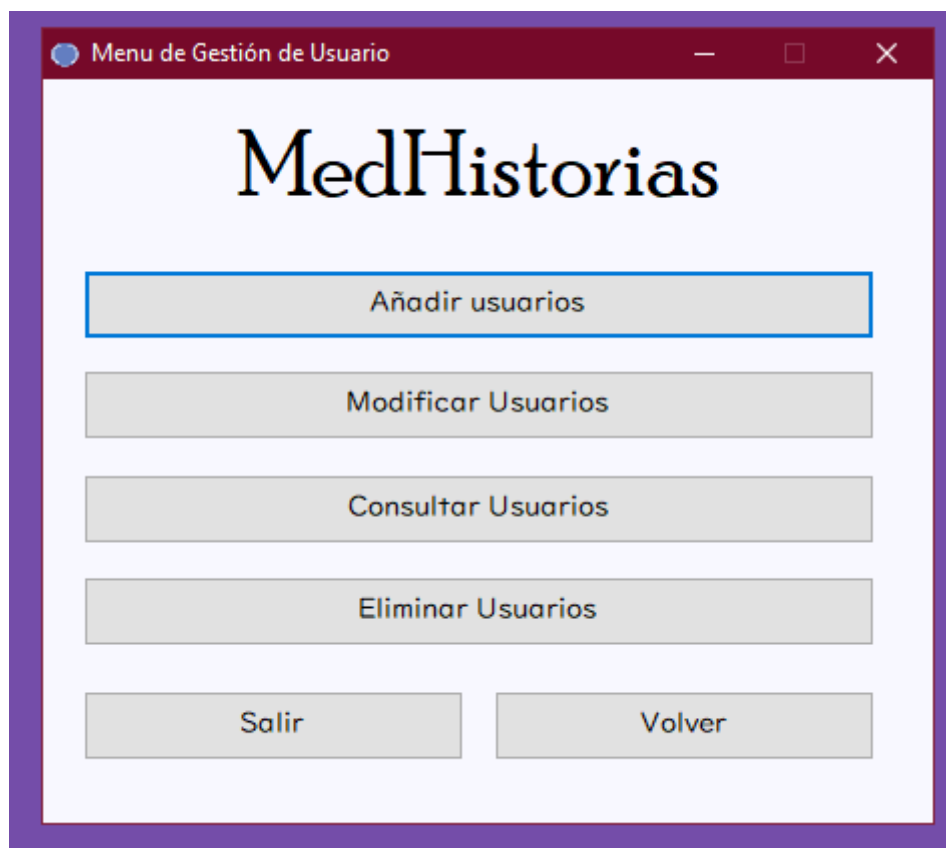 Menu de Gestión de Usuario
MedHistorias
Añadir usuarios
Modificar Usuarios
Consultar Usuarios
Eliminar Usuarios
Salir Volver